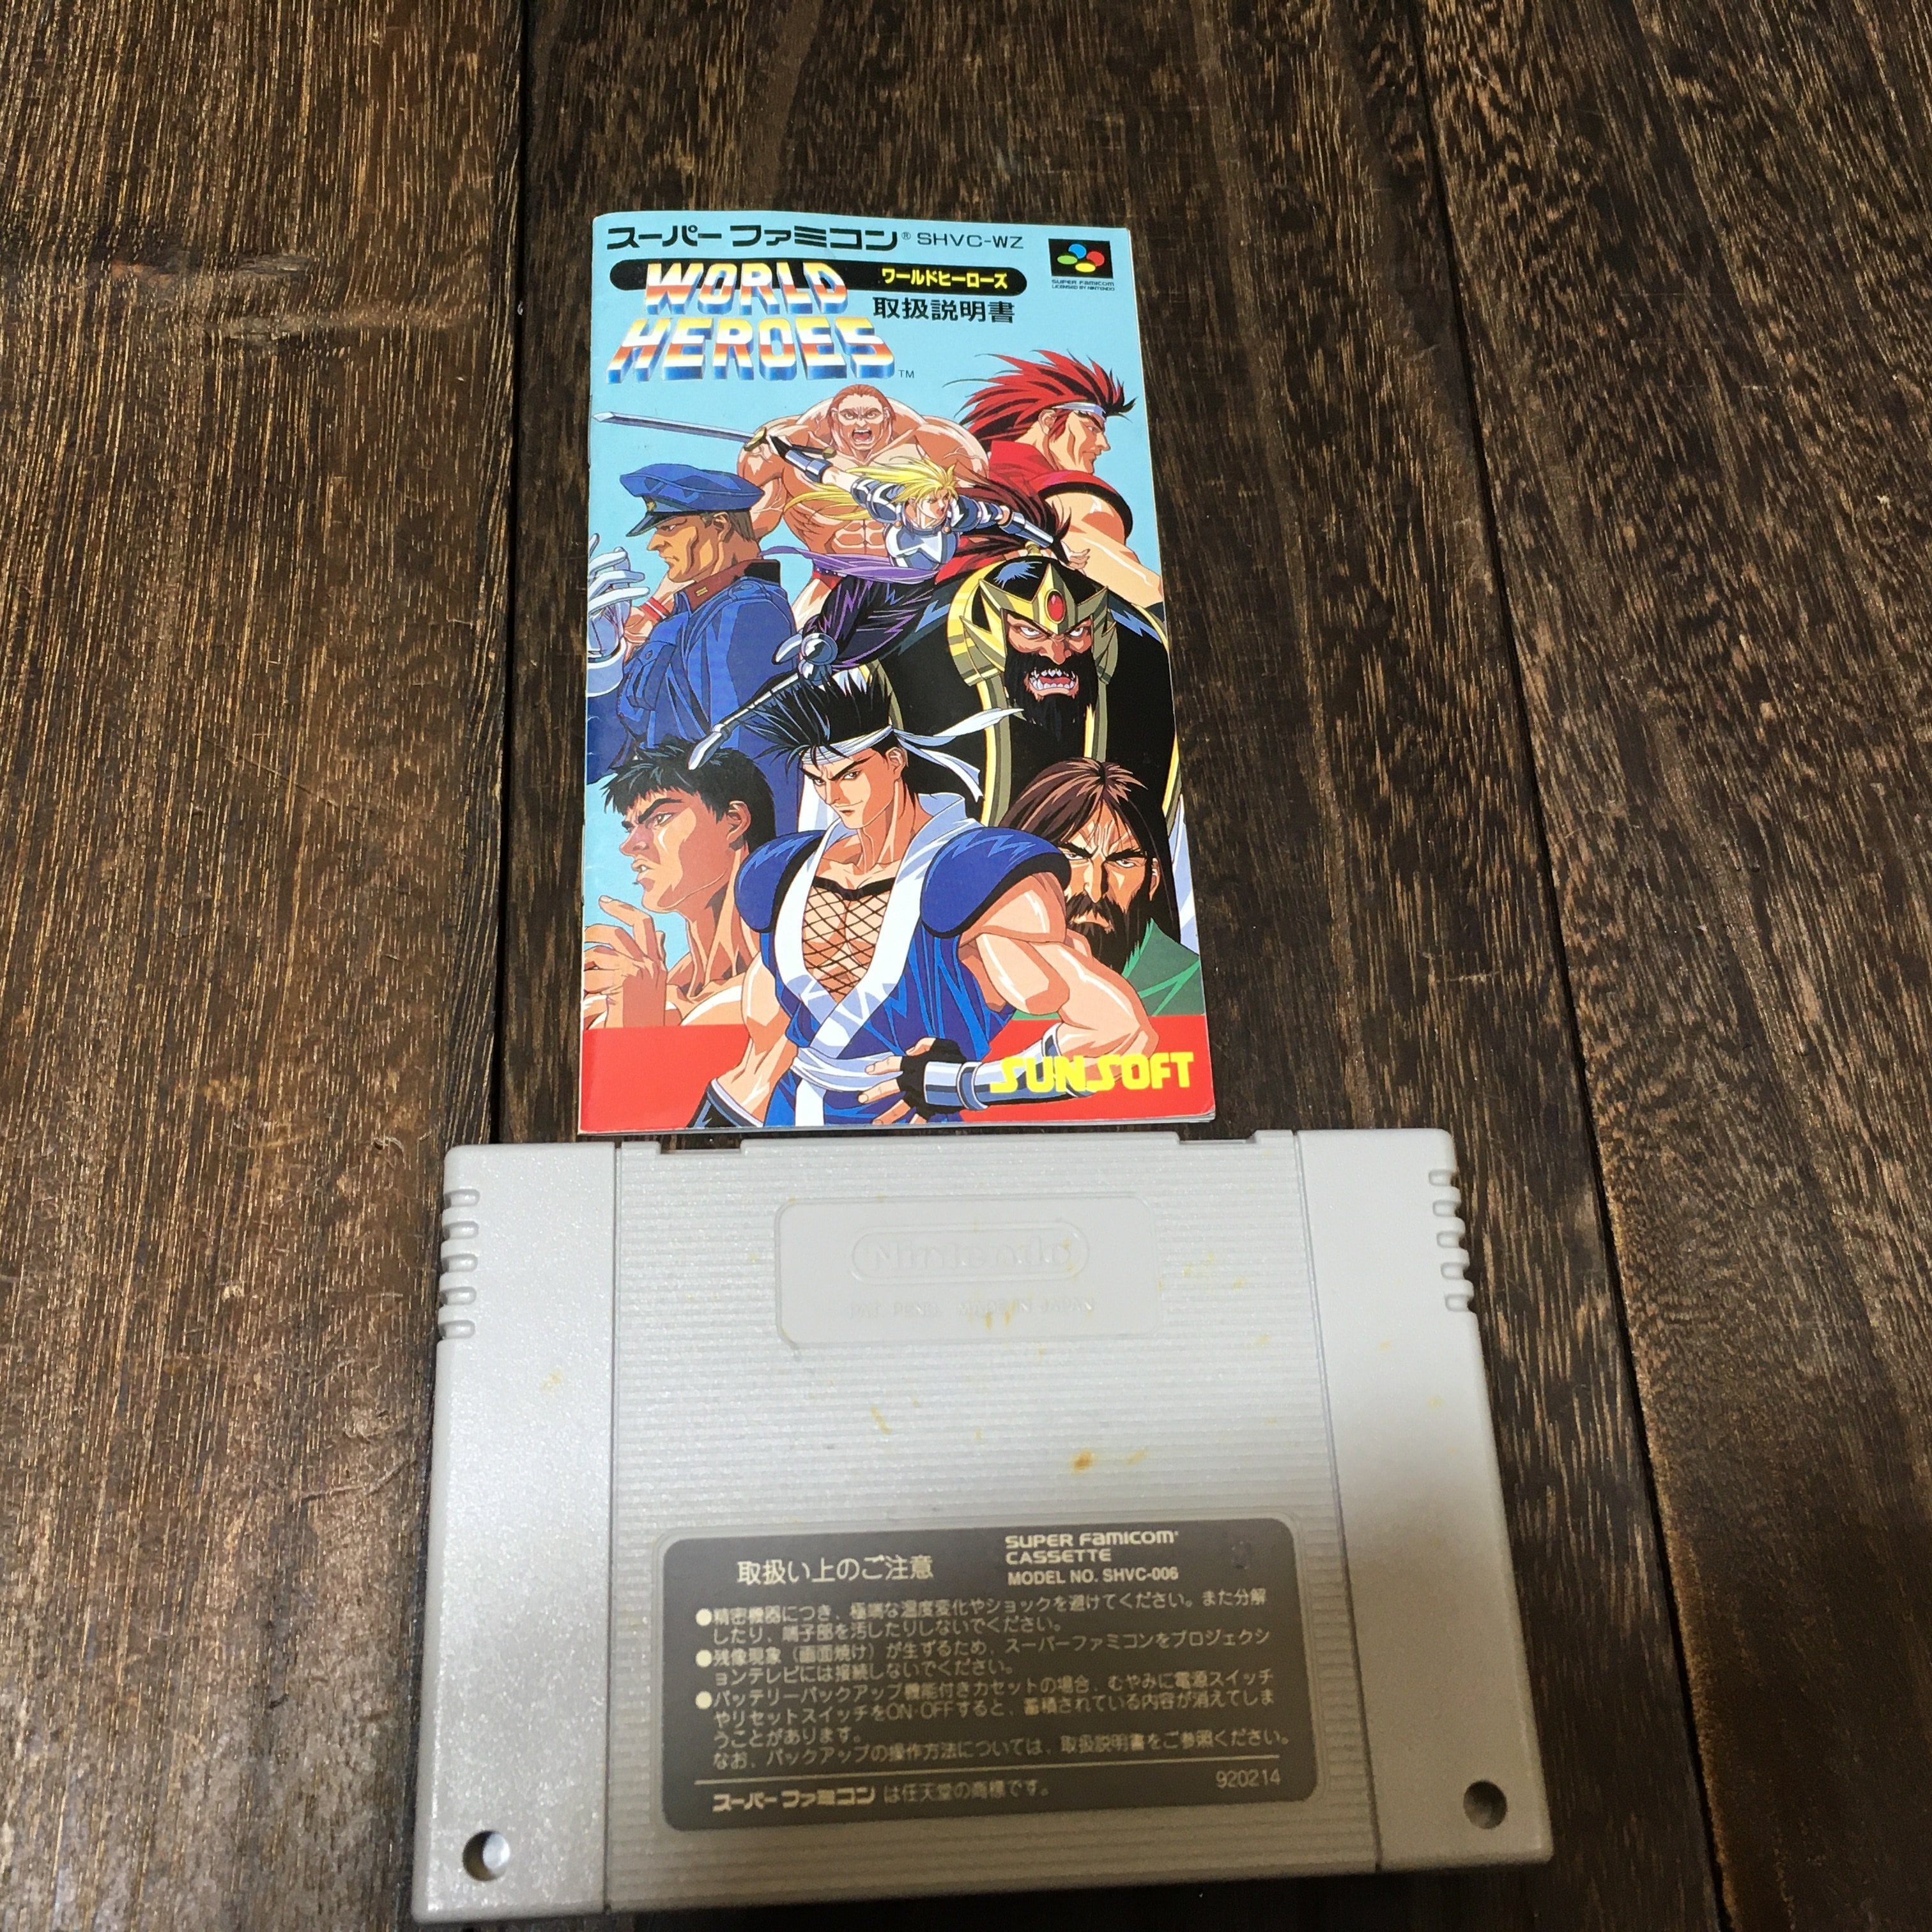 スーパーファミコン® SHVC-WZ
WORLD HEROES™
ワールドヒーローズ
取扱説明書
SUPER FAMICOM
LICENSED BY NINTENDO
SUNSOFT
Nintendo
PAT. PEND. MADE IN JAPAN
取扱い上のご注意
SUPER FAMICOM
CASSETTE
MODEL NO. SHVC-006
●精密機器につき、極端な温度変化やショックを避けてください。また分解
したり、端子部を汚したりしないでください。
●残像現象（画面焼け）が生ずるため、スーパーファミコンをプロジェクシ
ョンテレビには接続しないでください。
●バッテリーバックアップ機能付きカセットの場合、むやみに電源スイッチ
やリセットスイッチをON·OFFすると、蓄積されている内容が消えてしま
うことがあります。
なお、バックアップの操作方法については、取扱説明書をご参照ください。
スーパーファミコンは任天堂の商標です。
920214